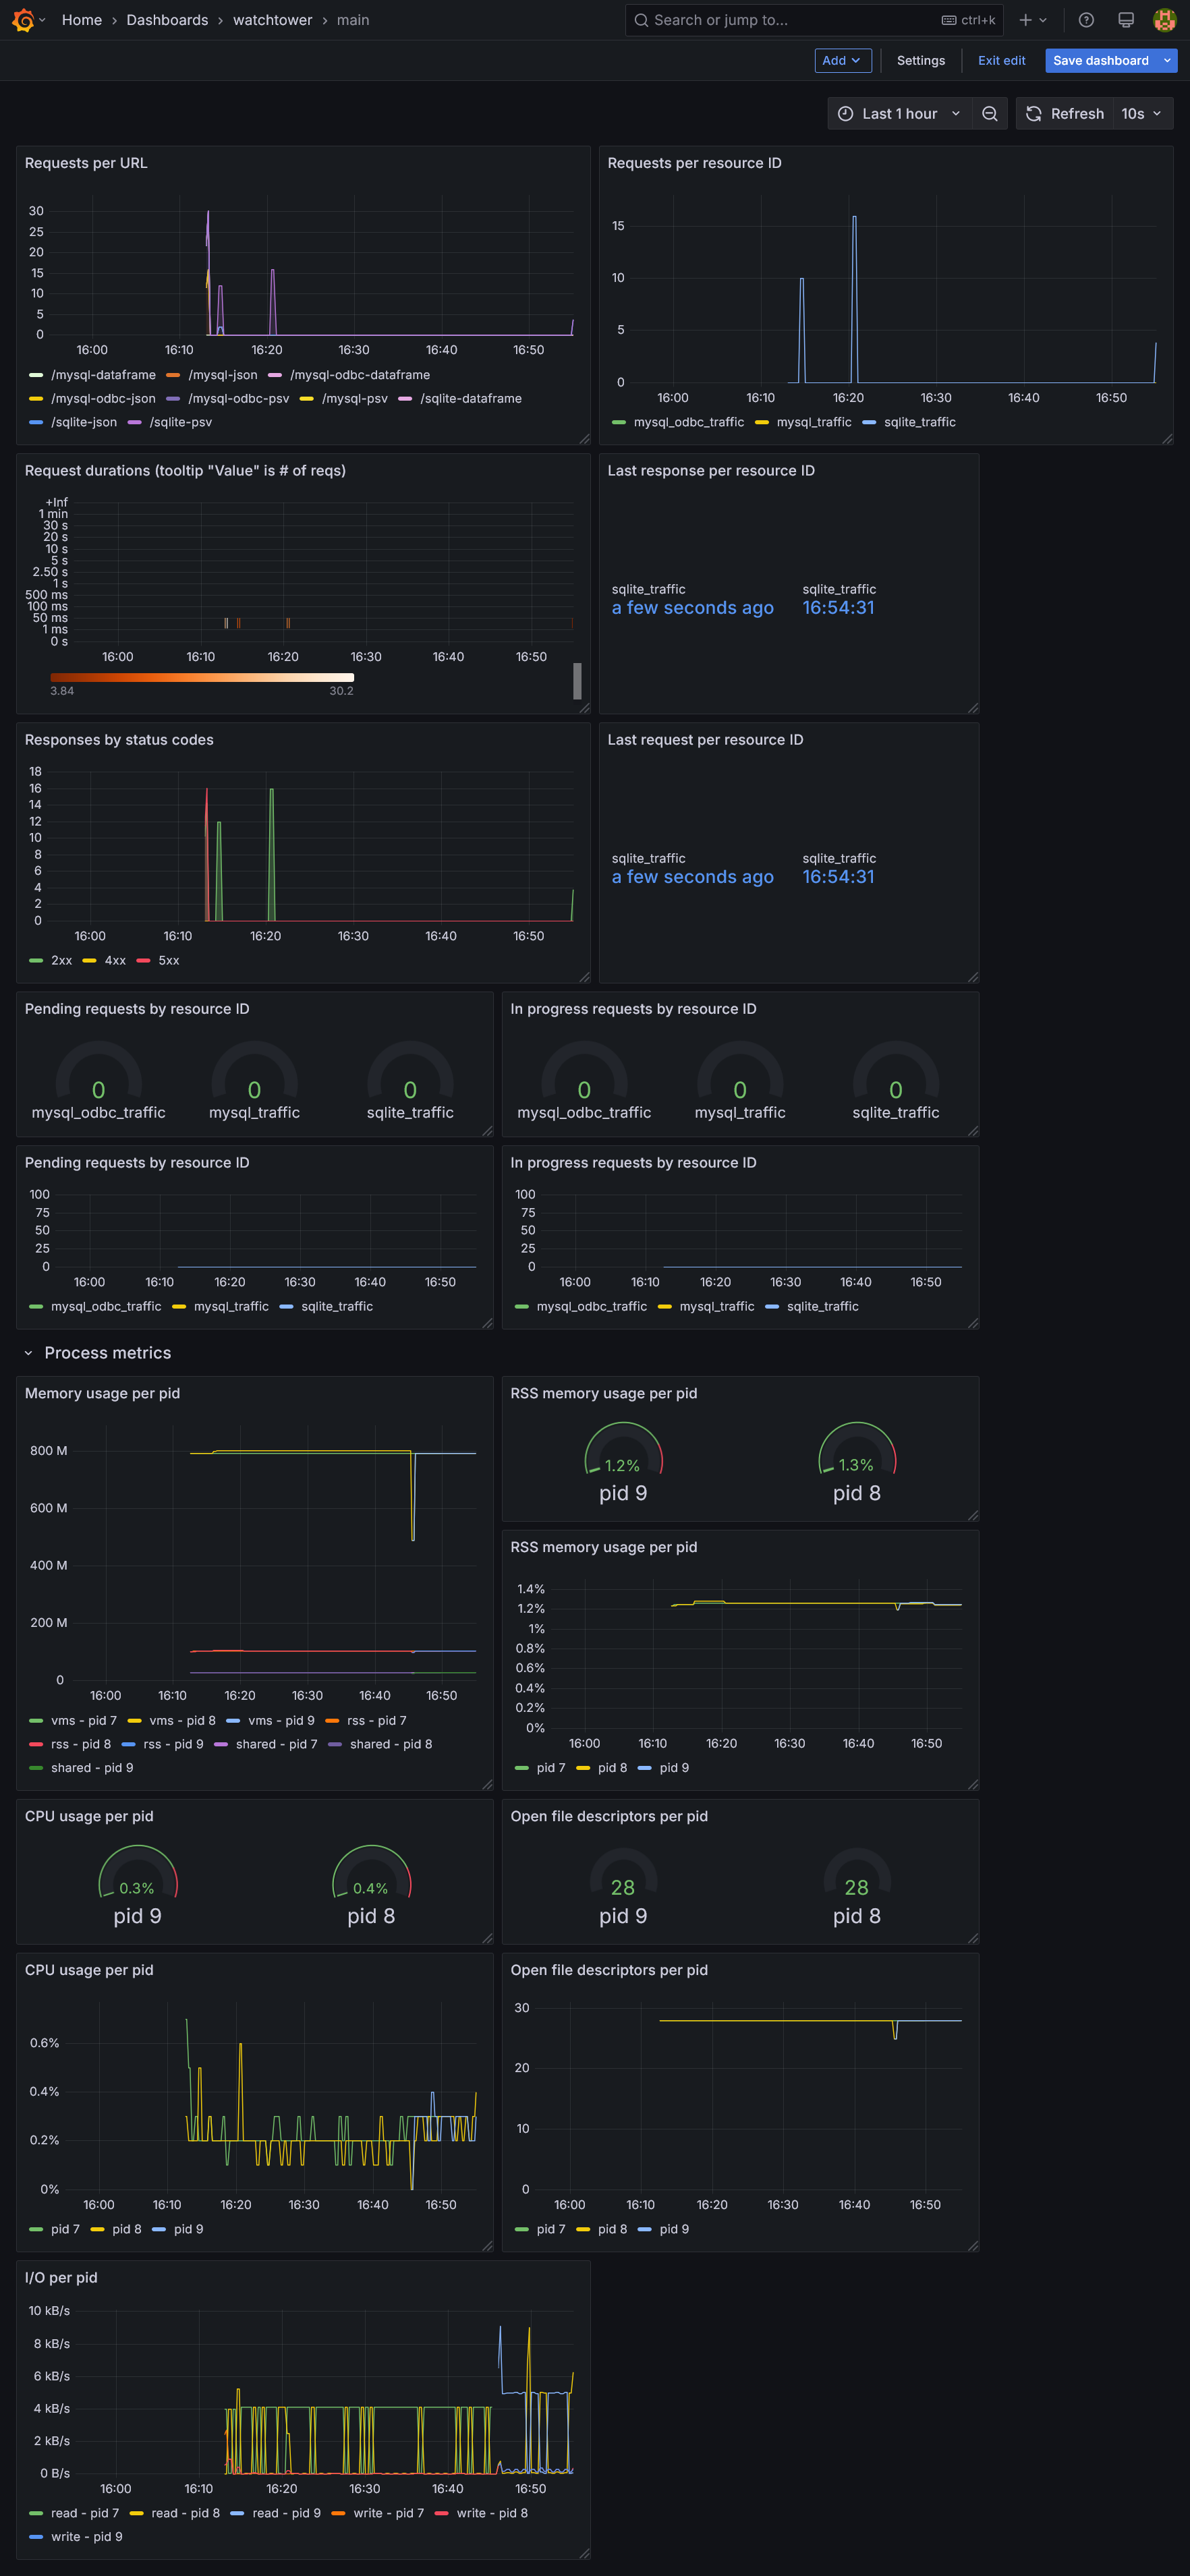 Home › Dashboards › watchtower › main
Search or jump to... ctrl+k
Add Settings Exit edit Save dashboard
Last 1 hour Refresh 10s
Requests per URL
30
25
20
15
10
5
0
16:00 16:10 16:20 16:30 16:40 16:50
/mysql-dataframe /mysql-json /mysql-odbc-dataframe
/mysql-odbc-json /mysql-odbc-psv /mysql-psv /sqlite-dataframe
/sqlite-json /sqlite-psv
Requests per resource ID
15
10
5
0
16:00 16:10 16:20 16:30 16:40 16:50
mysql_odbc_traffic mysql_traffic sqlite_traffic
Request durations (tooltip "Value" is # of reqs)
+Inf
1 min
30 s
20 s
10 s
5 s
2.50 s
1 s
500 ms
100 ms
50 ms
1 ms
0 s
16:00 16:10 16:20 16:30 16:40 16:50
3.84 30.2
Last response per resource ID
sqlite_traffic sqlite_traffic
a few seconds ago 16:54:31
Responses by status codes
18
16
14
12
10
8
6
4
2
0
16:00 16:10 16:20 16:30 16:40 16:50
2xx 4xx 5xx
Last request per resource ID
sqlite_traffic sqlite_traffic
a few seconds ago 16:54:31
Pending requests by resource ID
0 0 0
mysql_odbc_traffic mysql_traffic sqlite_traffic
In progress requests by resource ID
0 0 0
mysql_odbc_traffic mysql_traffic sqlite_traffic
Pending requests by resource ID
100
75
50
25
0
16:00 16:10 16:20 16:30 16:40 16:50
mysql_odbc_traffic mysql_traffic sqlite_traffic
In progress requests by resource ID
100
75
50
25
0
16:00 16:10 16:20 16:30 16:40 16:50
mysql_odbc_traffic mysql_traffic sqlite_traffic
Process metrics
Memory usage per pid
800 M
600 M
400 M
200 M
0
16:00 16:10 16:20 16:30 16:40 16:50
vms - pid 7 vms - pid 8 vms - pid 9 rss - pid 7
rss - pid 8 rss - pid 9 shared - pid 7 shared - pid 8
shared - pid 9
RSS memory usage per pid
1.2% 1.3%
pid 9 pid 8
RSS memory usage per pid
1.4%
1.2%
1%
0.8%
0.6%
0.4%
0.2%
0%
16:00 16:10 16:20 16:30 16:40 16:50
pid 7 pid 8 pid 9
CPU usage per pid
0.3% 0.4%
pid 9 pid 8
Open file descriptors per pid
28 28
pid 9 pid 8
CPU usage per pid
0.6%
0.4%
0.2%
0%
16:00 16:10 16:20 16:30 16:40 16:50
pid 7 pid 8 pid 9
Open file descriptors per pid
30
20
10
0
16:00 16:10 16:20 16:30 16:40 16:50
pid 7 pid 8 pid 9
I/O per pid
10 kB/s
8 kB/s
6 kB/s
4 kB/s
2 kB/s
0 B/s
16:00 16:10 16:20 16:30 16:40 16:50
read - pid 7 read - pid 8 read - pid 9 write - pid 7 write - pid 8
write - pid 9